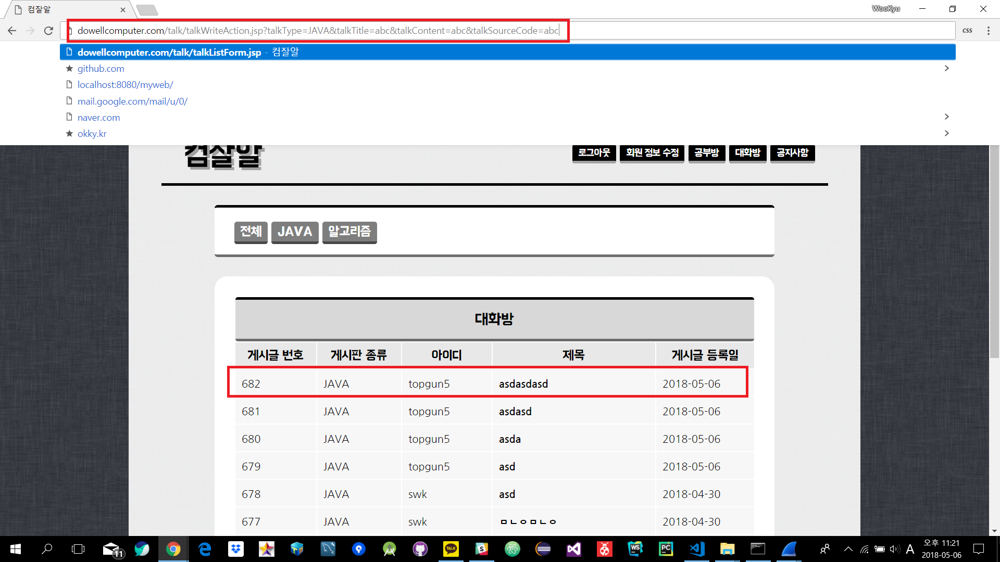 컴잘알
WooKyu
dowellcomputer.com/talk/talkWriteAction.jsp?talkType=JAVA&talkTitle=abc&talkContent=abc&talkSourceCode=abc
css
dowellcomputer.com/talk/talkListForm.jsp - 컴잘알
github.com
localhost:8080/myweb/
mail.google.com/mail/u/0/
naver.com
okky.kr
컴잘알
로그아웃 회원 정보 수정 공부방 대화방 공지사항
전체 JAVA 알고리즘
대화방
게시글 번호 게시판 종류 아이디 제목 게시글 등록일
682 JAVA topgun5 asdasdasd 2018-05-06
681 JAVA topgun5 asdasd 2018-05-06
680 JAVA topgun5 asda 2018-05-06
679 JAVA topgun5 asd 2018-05-06
678 JAVA swk asd 2018-04-30
677 JAVA swk ㅁㄴㅇㅁㄴㅇ 2018-04-30
11
TALK
S
WS
PC
A
오후 11:21
2018-05-06